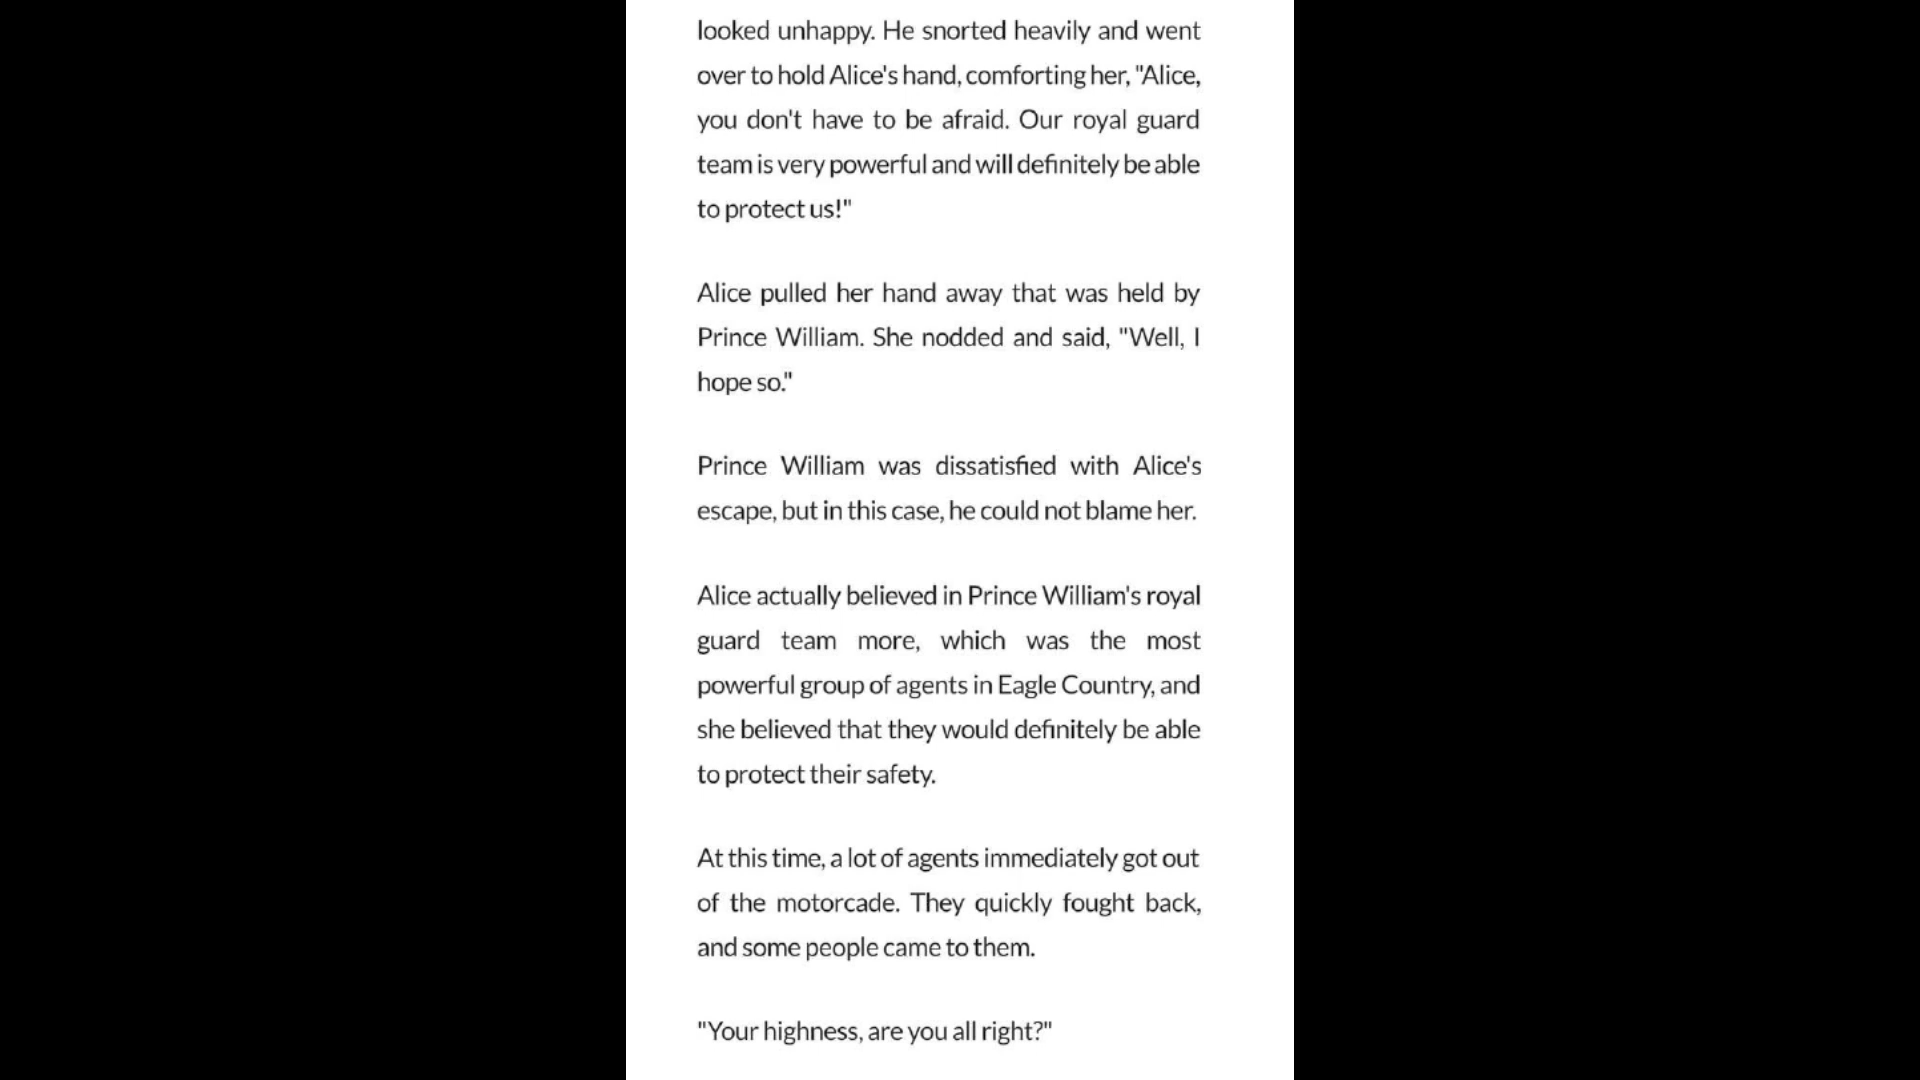 looked unhappy. He snorted heavily and went
over to hold Alice's hand, comforting her, "Alice,
you don't have to be afraid. Our royal guard
team is very powerful and will definitely be able
to protect us!"
Alice pulled her hand away that was held by
Prince William. She nodded and said, "Well, I
hope so."
Prince William was dissatisfied with Alice's
escape, but in this case, he could not blame her.
Alice actually believed in Prince William's royal
guard team more, which was the most
powerful group of agents in Eagle Country, and
she believed that they would definitely be able
to protect their safety.
At this time, a lot of agents immediately got out
of the motorcade. They quickly fought back,
and some people came to them.
"Your highness, are you all right?"